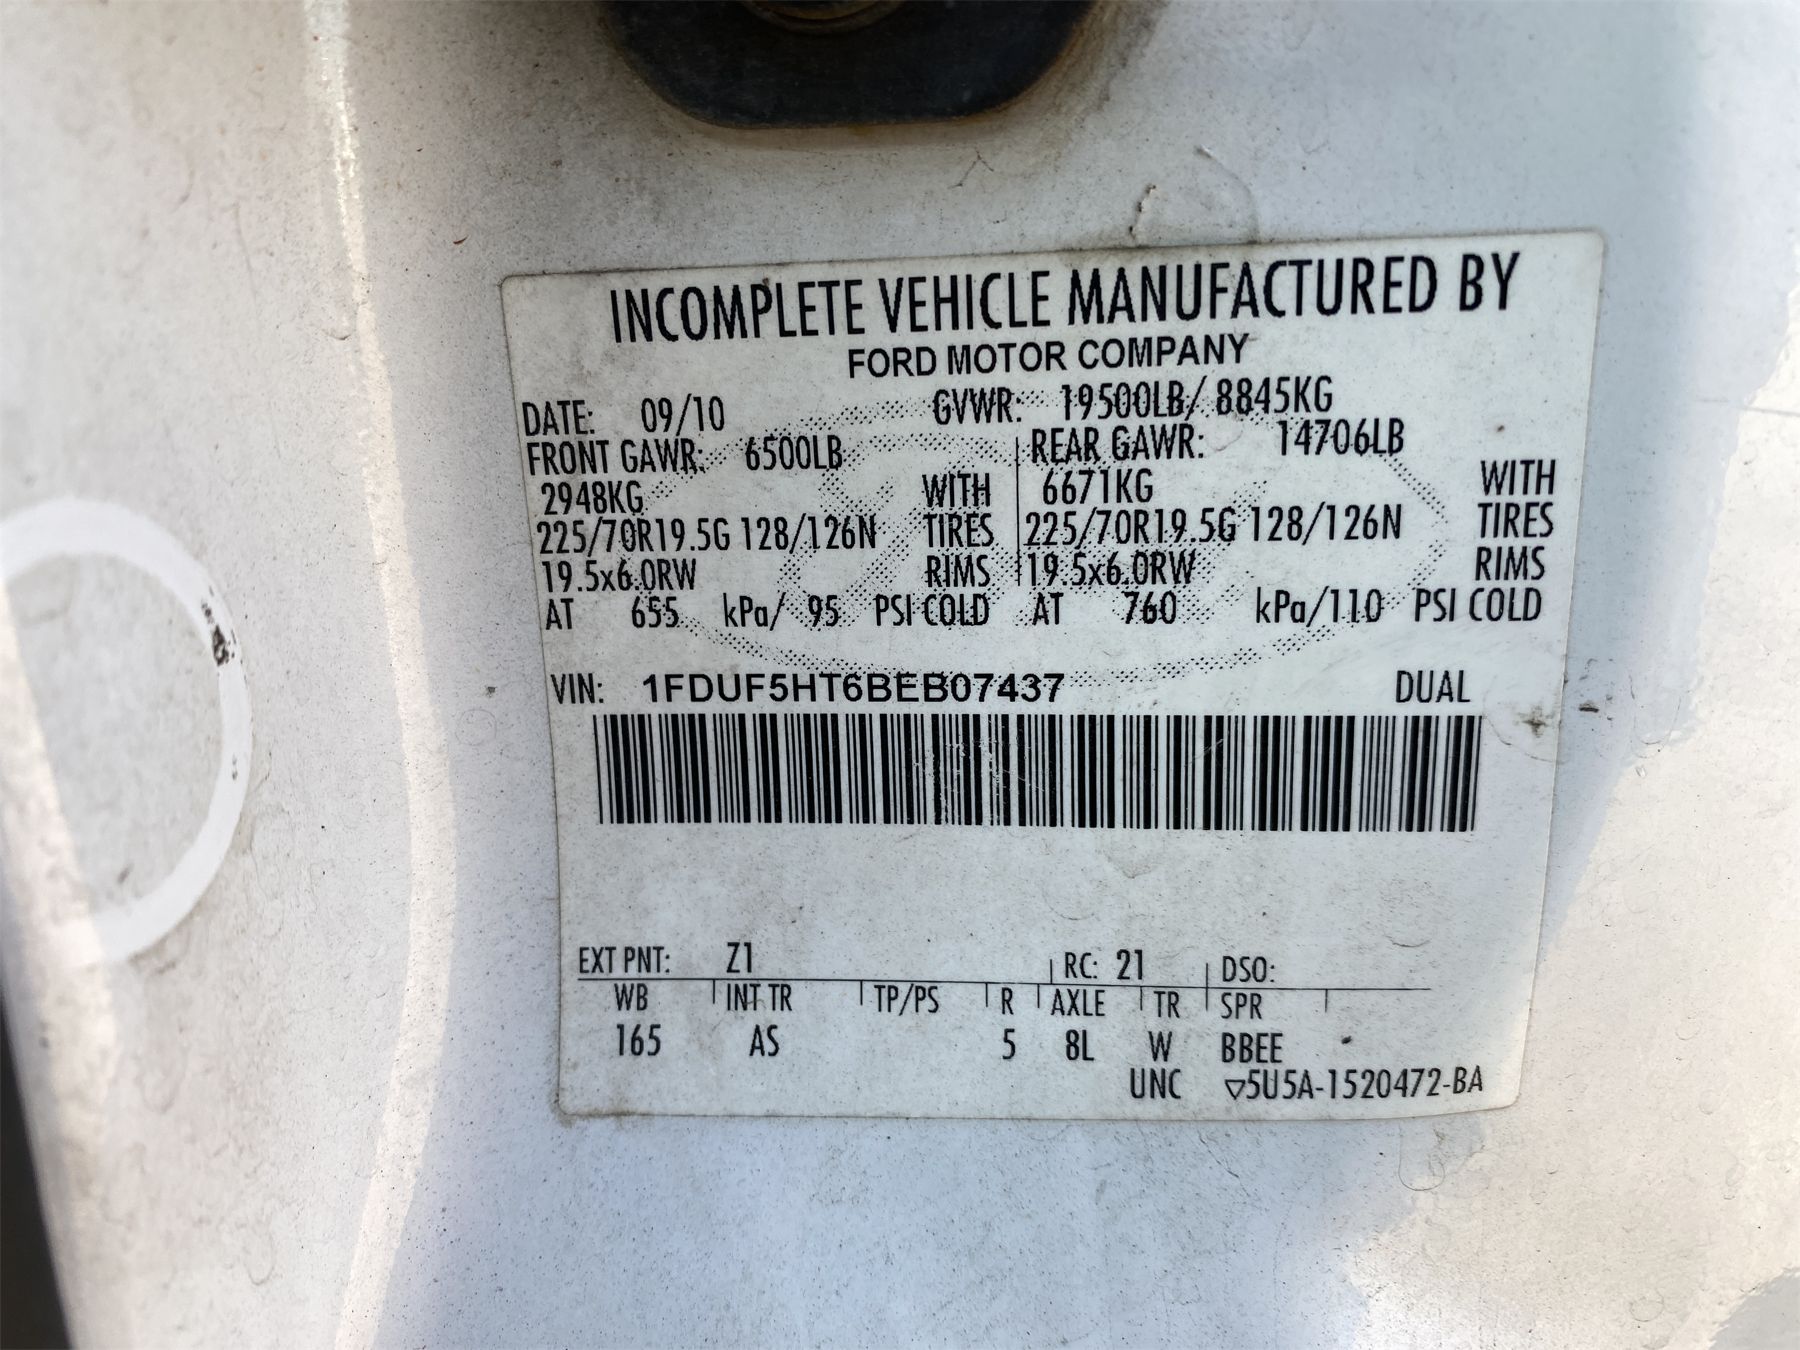 INCOMPLETE VEHICLE MANUFACTURED BY
FORD MOTOR COMPANY
DATE: 09/10 GVWR: 19500LB/ 8845KG
FRONT GAWR: 6500LB REAR GAWR: 14706LB
2948KG WITH 6671KG WITH
225/70R19.5G 128/126N TIRES 225/70R19.5G 128/126N TIRES
19.5x6.0RW RIMS 19.5x6.0RW RIMS
AT 655 kPa/ 95 PSI COLD AT 760 kPa/110 PSI COLD
VIN: 1FDUF5HT6BEB07437 DUAL
EXT PNT: Z1 RC: 21 DSO:
WB INT TR TP/PS R AXLE TR SPR
165 AS 5 8L W BBEE
UNC ▽5U5A-1520472-BA